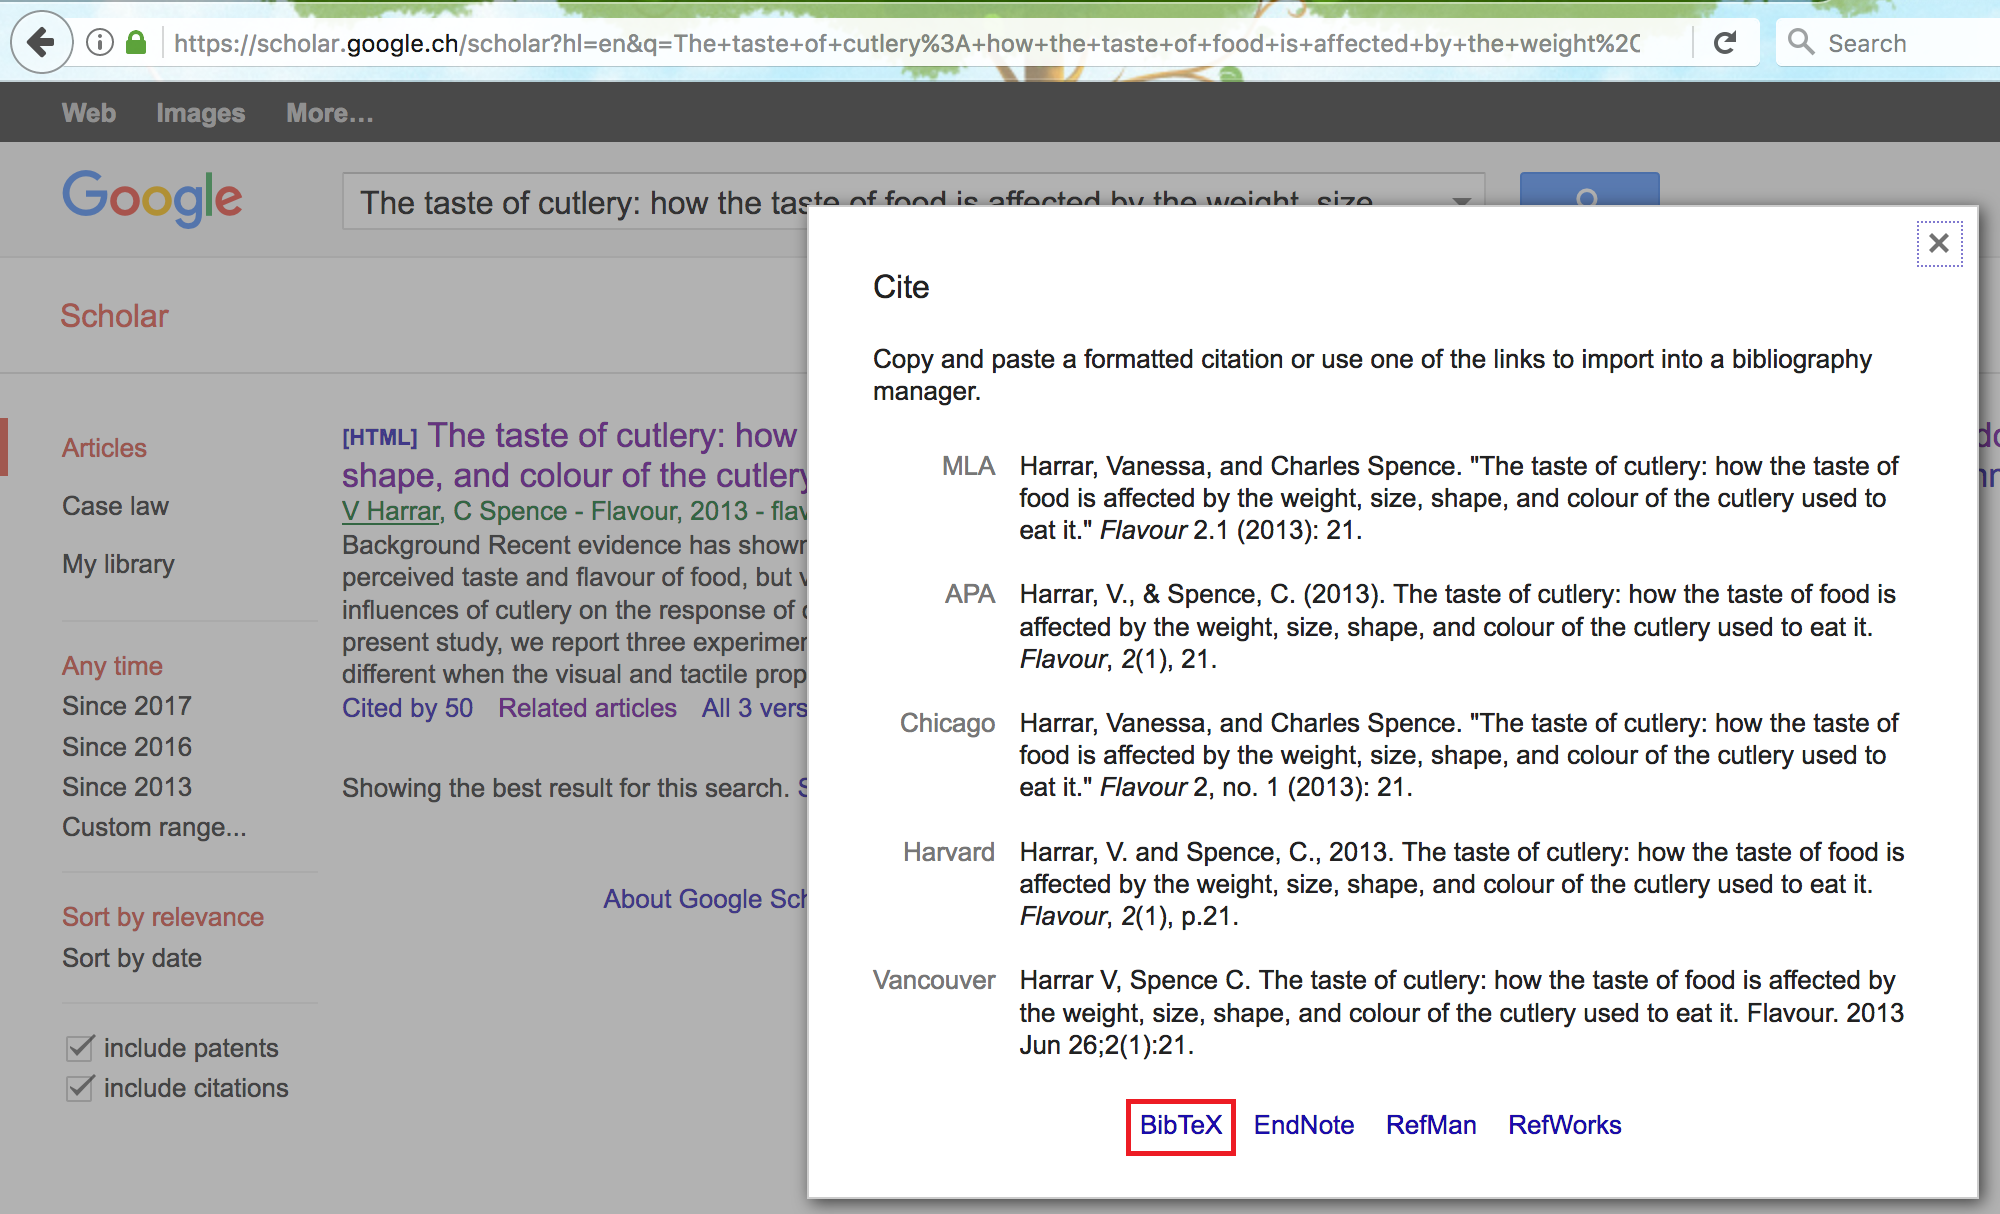 https://scholar.google.ch/scholar?hl=en&q=The+taste+of+cutlery%3A+how+the+taste+of+food+is+affected+by+the+weight%2C
Search
Web Images More...
Google
The taste of cutlery: how the taste of food is affected by the weight, size,
Scholar
Articles
Case law
My library
Any time
Since 2017
Since 2016
Since 2013
Custom range...
Sort by relevance
Sort by date
include patents
include citations
[HTML] The taste of cutlery: how
shape, and colour of the cutlery
V Harrar, C Spence - Flavour, 2013 - flav
Background Recent evidence has shown
perceived taste and flavour of food, but v
influences of cutlery on the response of
present study, we report three experimen
different when the visual and tactile prop
Cited by 50 Related articles All 3 vers
Showing the best result for this search.
About Google Sch
Cite
Copy and paste a formatted citation or use one of the links to import into a bibliography
manager.
MLA Harrar, Vanessa, and Charles Spence. "The taste of cutlery: how the taste of
food is affected by the weight, size, shape, and colour of the cutlery used to
eat it." Flavour 2.1 (2013): 21.
APA Harrar, V., & Spence, C. (2013). The taste of cutlery: how the taste of food is
affected by the weight, size, shape, and colour of the cutlery used to eat it.
Flavour, 2(1), 21.
Chicago Harrar, Vanessa, and Charles Spence. "The taste of cutlery: how the taste of
food is affected by the weight, size, shape, and colour of the cutlery used to
eat it." Flavour 2, no. 1 (2013): 21.
Harvard Harrar, V. and Spence, C., 2013. The taste of cutlery: how the taste of food is
affected by the weight, size, shape, and colour of the cutlery used to eat it.
Flavour, 2(1), p.21.
Vancouver Harrar V, Spence C. The taste of cutlery: how the taste of food is affected by
the weight, size, shape, and colour of the cutlery used to eat it. Flavour. 2013
Jun 26;2(1):21.
BibTeX EndNote RefMan RefWorks